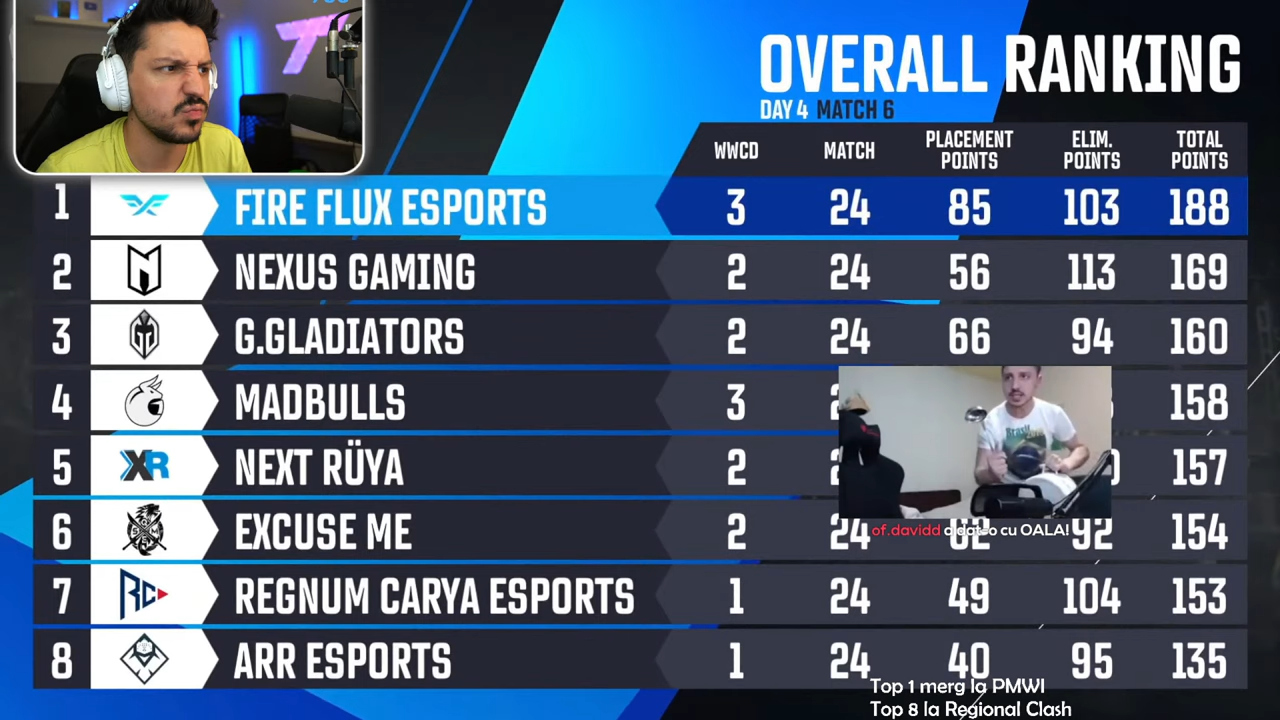 OVERALL RANKING
DAY 4 MATCH 6
WWCD MATCH PLACEMENT POINTS ELIM. POINTS TOTAL POINTS
1 FIRE FLUX ESPORTS 3 24 85 103 188
2 NEXUS GAMING 2 24 56 113 169
3 G.GLADIATORS 2 24 66 94 160
4 MADBULLS 3 158
5 XR NEXT RÜYA 2 157
6 EXCUSE ME 2 24 92 154
of.davidd cu OALA!
7 RC REGNUM CARYA ESPORTS 1 24 49 104 153
8 ARR ESPORTS 1 24 40 95 135
Top 1 merg la PMWI
Top 8 la Regional Clash